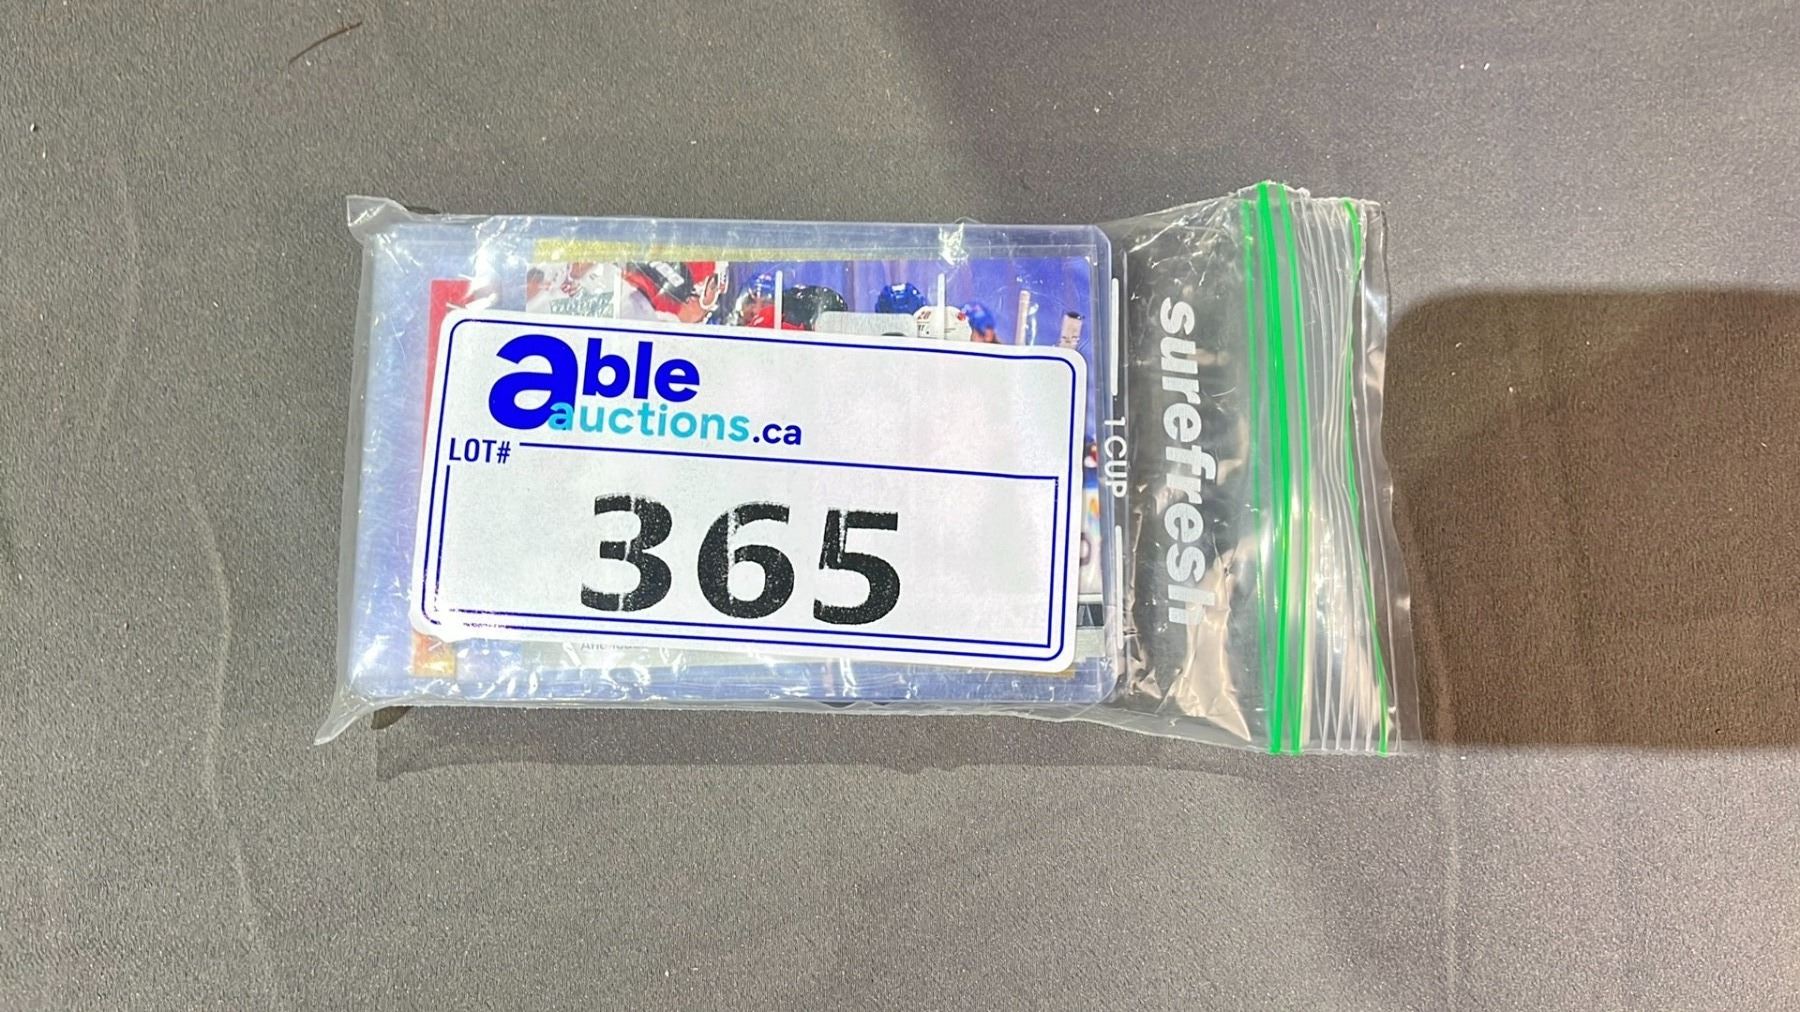 able
auctions.ca
LOT#
365
1 CUP
surefresh